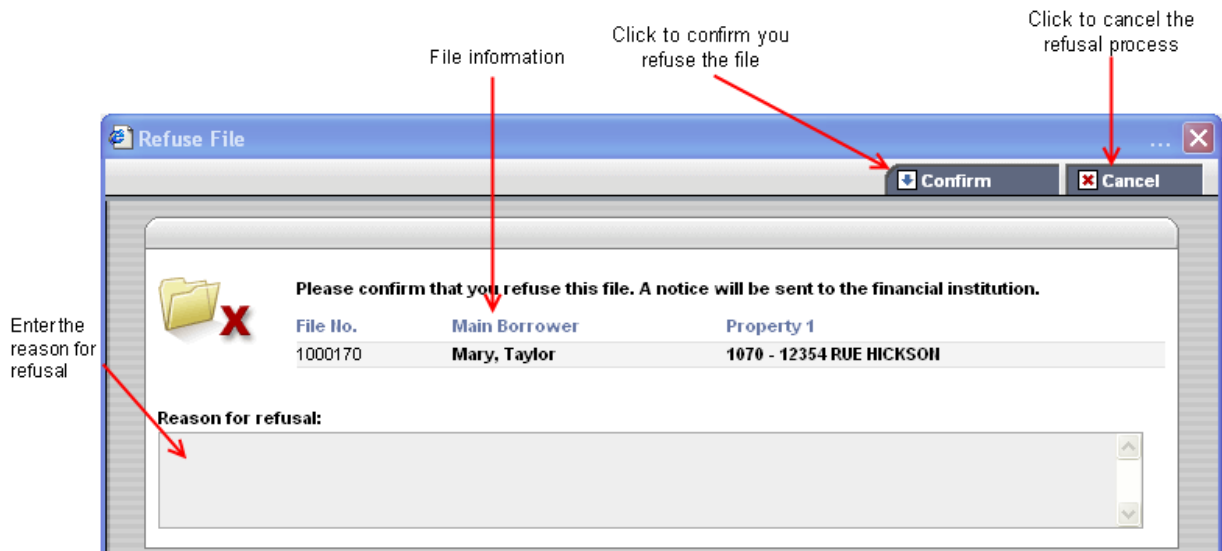 Click to cancel the
refusal process
Click to confirm you
refuse the file
File information
Refuse File
...
Confirm
Cancel
Please confirm that you refuse this file. A notice will be sent to the financial institution.
File No. Main Borrower Property 1
1000170 Mary, Taylor 1070 - 12354 RUE HICKSON
Enter the
reason for
refusal
Reason for refusal: